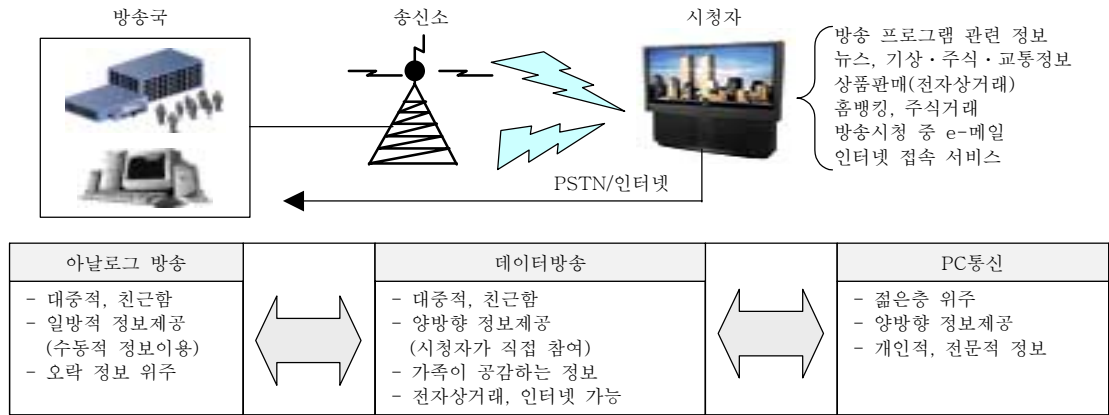 방송국
송신소
시청자
방송 프로그램 관련 정보
뉴스, 기상·주식·교통정보
상품판매(전자상거래)
홈뱅킹, 주식거래
방송시청 중 e-메일
인터넷 접속 서비스
PSTN/인터넷
아날로그 방송
- 대중적, 친근함
- 일방적 정보제공
(수동적 정보이용)
- 오락 정보 위주
데이터방송
- 대중적, 친근함
- 양방향 정보제공
(시청자가 직접 참여)
- 가족이 공감하는 정보
- 전자상거래, 인터넷 가능
PC통신
- 젊은층 위주
- 양방향 정보제공
- 개인적, 전문적 정보